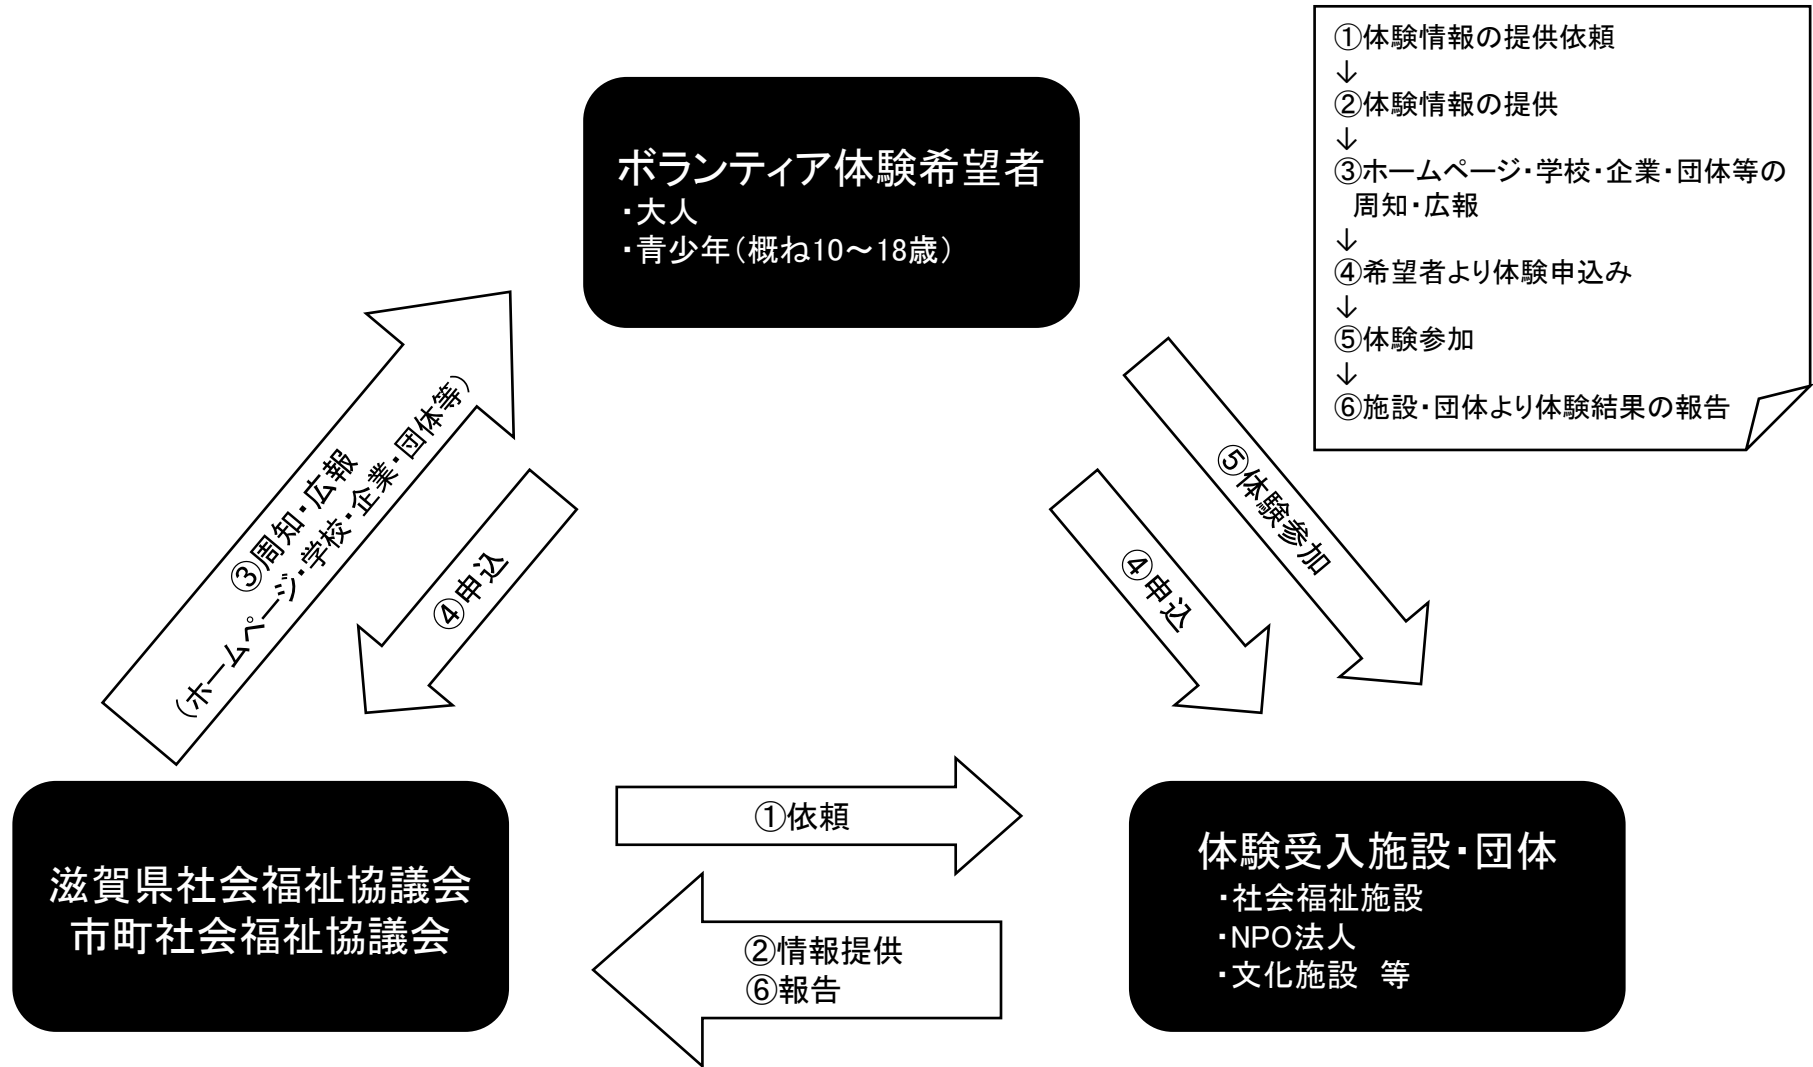 ①体験情報の提供依頼
↓
②体験情報の提供
↓
③ホームページ・学校・企業・団体等の
周知・広報
↓
④希望者より体験申込み
↓
⑤体験参加
↓
⑥施設・団体より体験結果の報告
ボランティア体験希望者
・大人
・青少年（概ね10～18歳）
③周知・広報
（ホームページ・学校・企業・団体等）
④申込
④申込
⑤体験参加
①依頼
②情報提供
⑥報告
滋賀県社会福祉協議会
市町社会福祉協議会
体験受入施設・団体
・社会福祉施設
・NPO法人
・文化施設　等